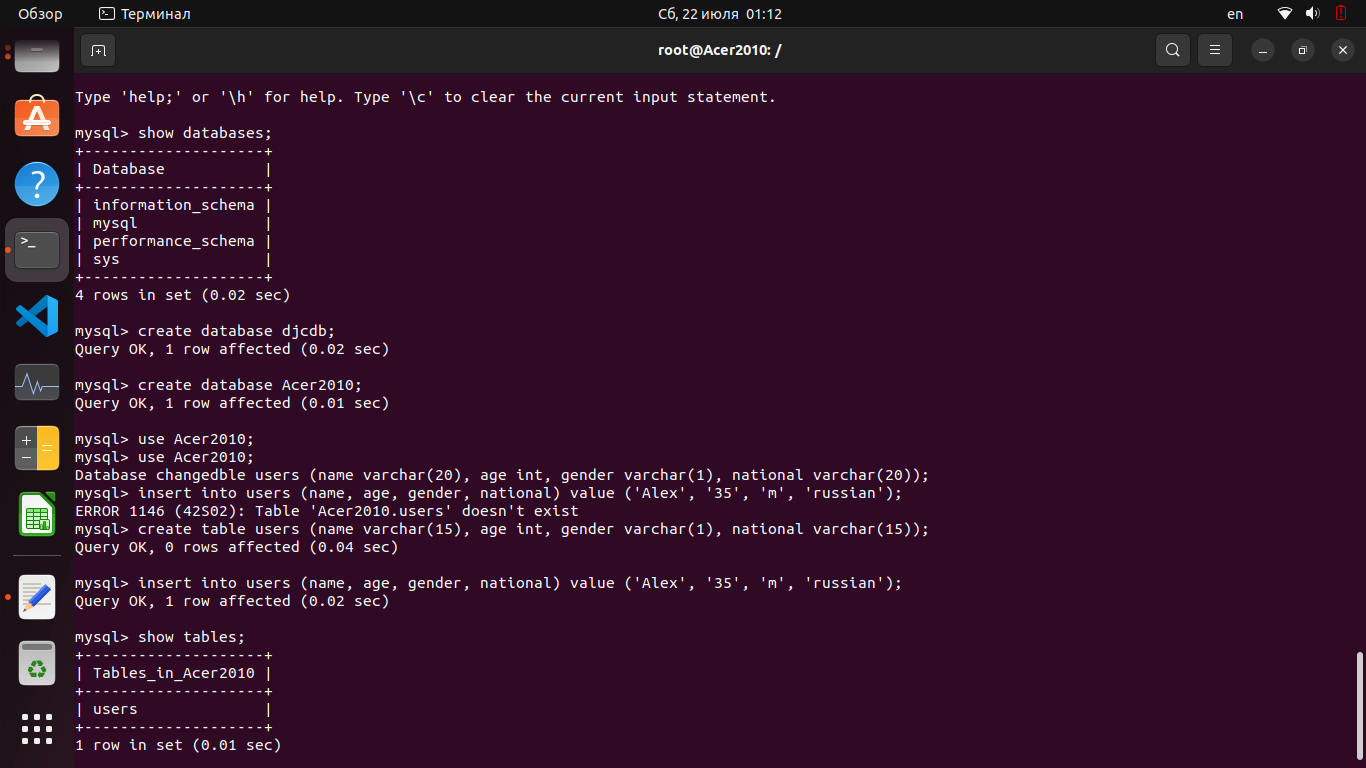 Обзор Терминал Сб, 22 июля 01:12 en
root@Acer2010: /
Type 'help;' or '\h' for help. Type '\c' to clear the current input statement.
mysql> show databases;
+--------------------+
| Database           |
+--------------------+
| information_schema |
| mysql              |
| performance_schema |
| sys                |
+--------------------+
4 rows in set (0.02 sec)
mysql> create database djcdb;
Query OK, 1 row affected (0.02 sec)
mysql> create database Acer2010;
Query OK, 1 row affected (0.01 sec)
mysql> use Acer2010;
mysql> use Acer2010;
Database changedble users (name varchar(20), age int, gender varchar(1), national varchar(20));
mysql> insert into users (name, age, gender, national) value ('Alex', '35', 'm', 'russian');
ERROR 1146 (42S02): Table 'Acer2010.users' doesn't exist
mysql> create table users (name varchar(15), age int, gender varchar(1), national varchar(15));
Query OK, 0 rows affected (0.04 sec)
mysql> insert into users (name, age, gender, national) value ('Alex', '35', 'm', 'russian');
Query OK, 1 row affected (0.02 sec)
mysql> show tables;
+--------------------+
| Tables_in_Acer2010 |
+--------------------+
| users              |
+--------------------+
1 row in set (0.01 sec)